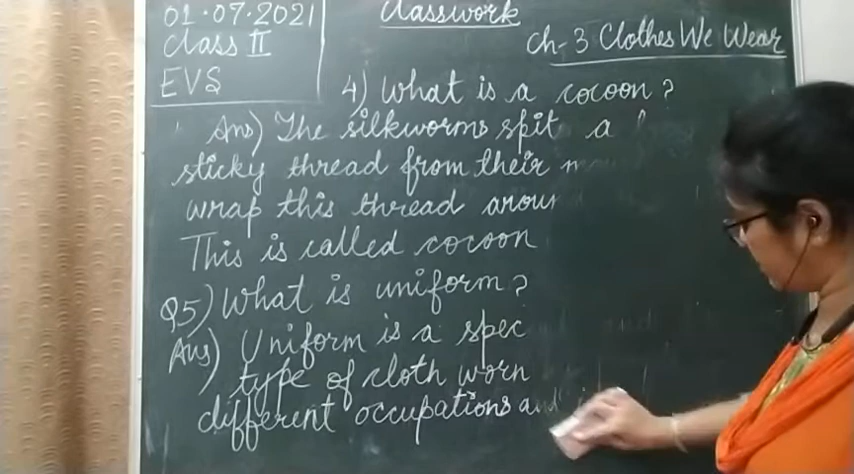 01.07.2021
Class II
EVS
Classwork
Ch-3 Clothes We Wear
4) What is a cocoon?
Ans) The silkworms spit a
sticky thread from their
wrap this thread
This is called cocoon
Q5) What is uniform?
Ans) Uniform is a spec
type of cloth worn
different occupations and